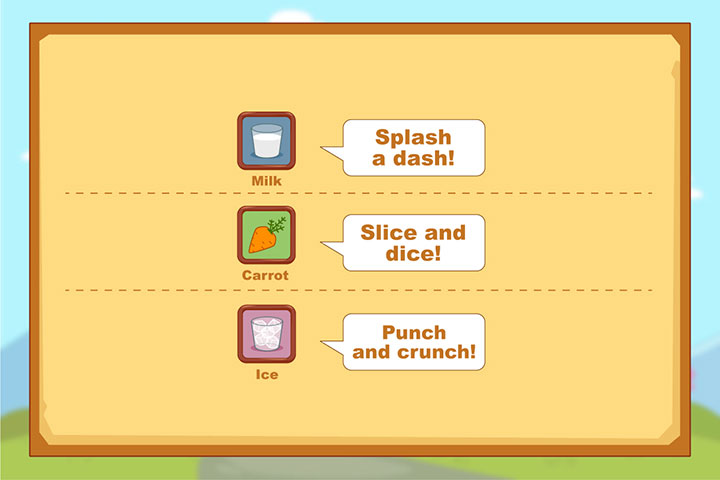 Splash
a dash!
Milk
Slice and
dice!
Carrot
Punch
and crunch!
Ice